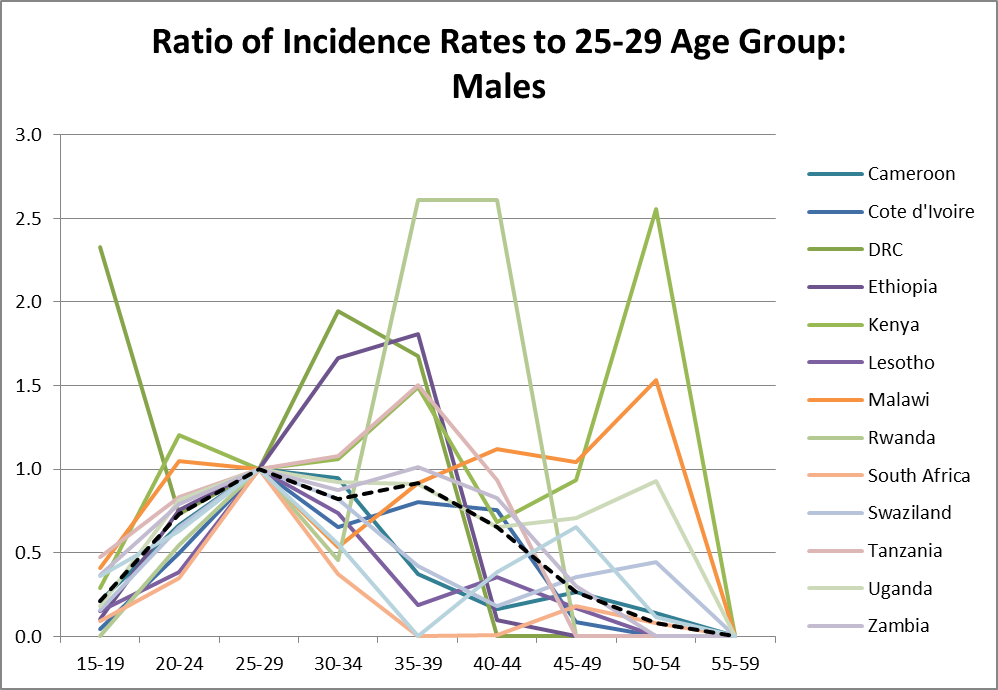 Ratio of Incidence Rates to 25-29 Age Group:
Males
3.0
2.5
2.0
1.5
1.0
0.5
0.0
15-19 20-24 25-29 30-34 35-39 40-44 45-49 50-54 55-59
Cameroon
Cote d'Ivoire
DRC
Ethiopia
Kenya
Lesotho
Malawi
Rwanda
South Africa
Swaziland
Tanzania
Uganda
Zambia